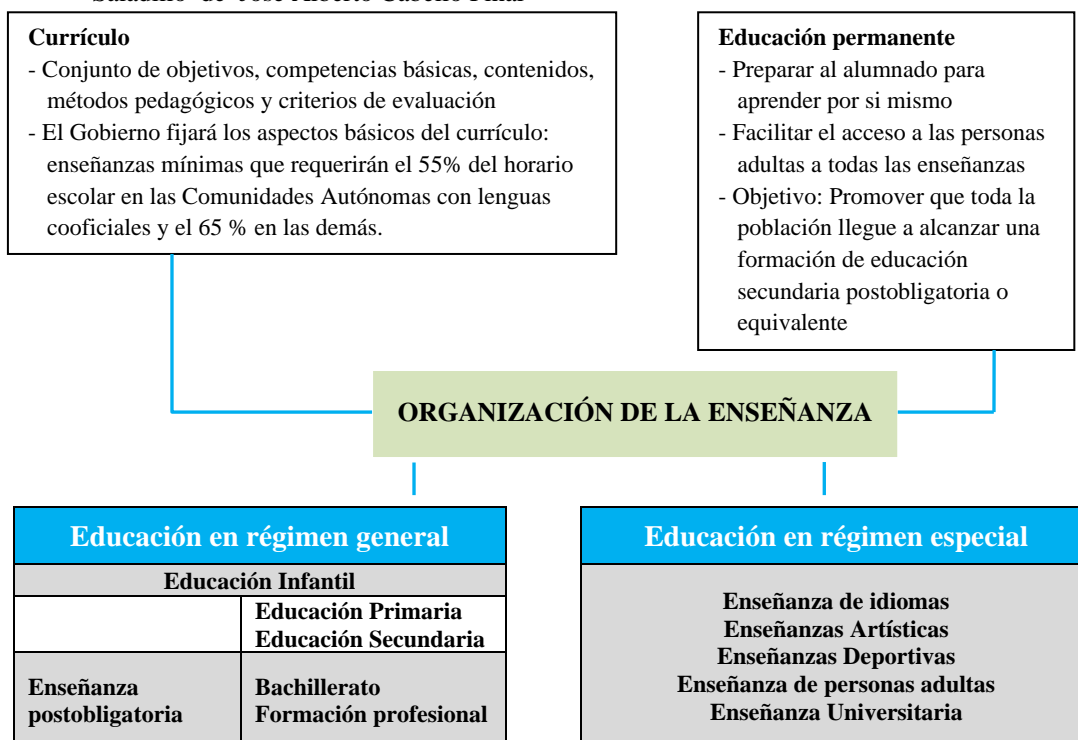 Currículo
- Conjunto de objetivos, competencias básicas, contenidos,
métodos pedagógicos y criterios de evaluación
- El Gobierno fijará los aspectos básicos del currículo:
enseñanzas mínimas que requerirán el 55% del horario
escolar en las Comunidades Autónomas con lenguas
cooficiales y el 65 % en las demás.
Educación permanente
- Preparar al alumnado para
aprender por si mismo
- Facilitar el acceso a las personas
adultas a todas las enseñanzas
- Objetivo: Promover que toda la
población llegue a alcanzar una
formación de educación
secundaria postobligatoria o
equivalente
ORGANIZACIÓN DE LA ENSEÑANZA
Educación en régimen general
Educación Infantil
Educación Primaria
Educación Secundaria
Enseñanza
postobligatoria
Bachillerato
Formación profesional
Educación en régimen especial
Enseñanza de idiomas
Enseñanzas Artísticas
Enseñanzas Deportivas
Enseñanza de personas adultas
Enseñanza Universitaria